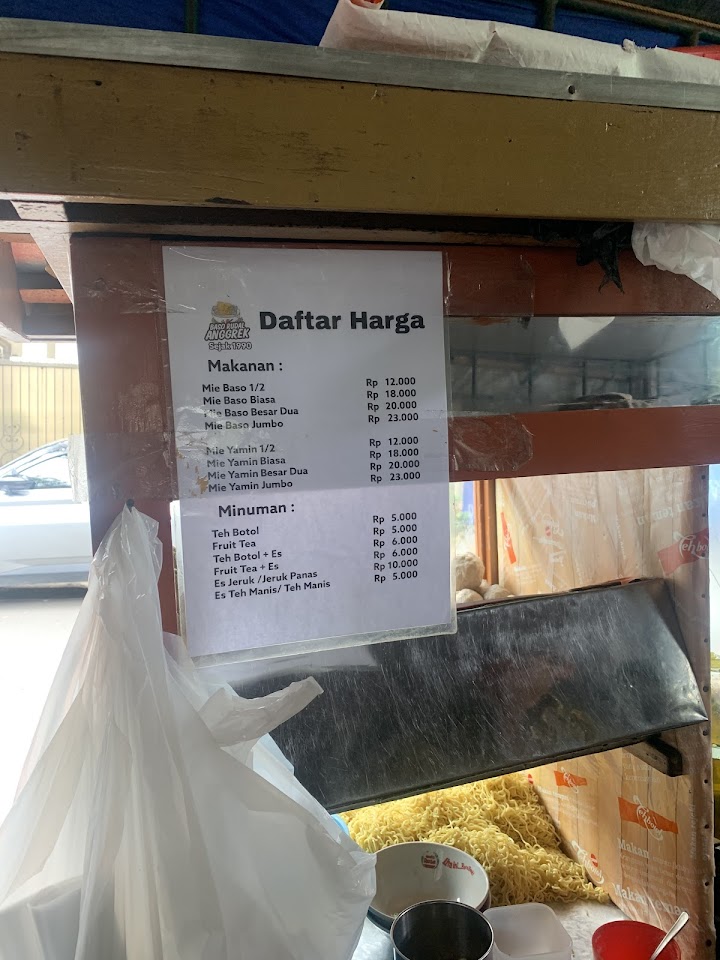 BASO RUDAL
ANGGREK
Sejak 1990
Daftar Harga
Makanan :
Mie Baso 1/2 Rp 12.000
Mie Baso Biasa Rp 18.000
Mie Baso Besar Dua Rp 20.000
Mie Baso Jumbo Rp 23.000
Mie Yamin 1/2 Rp 12.000
Mie Yamin Biasa Rp 18.000
Mie Yamin Besar Dua Rp 20.000
Mie Yamin Jumbo Rp 23.000
Minuman :
Teh Botol Rp 5.000
Fruit Tea Rp 6.000
Teh Botol + Es Rp 6.000
Fruit Tea + Es Rp 6.000
Es Jeruk /Jeruk Panas Rp 10.000
Es Teh Manis/ Teh Manis Rp 5.000
Teh botol
Makan